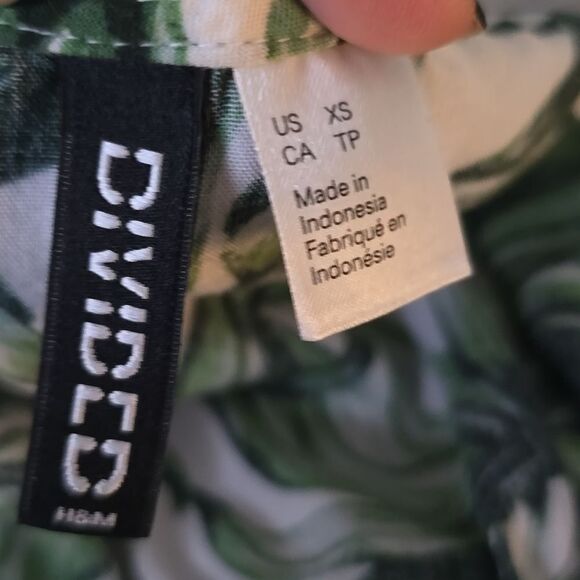 DIVIDED
H&M
US XS
CA TP
Made in
Indonesia
Fabriqué en
Indonésie